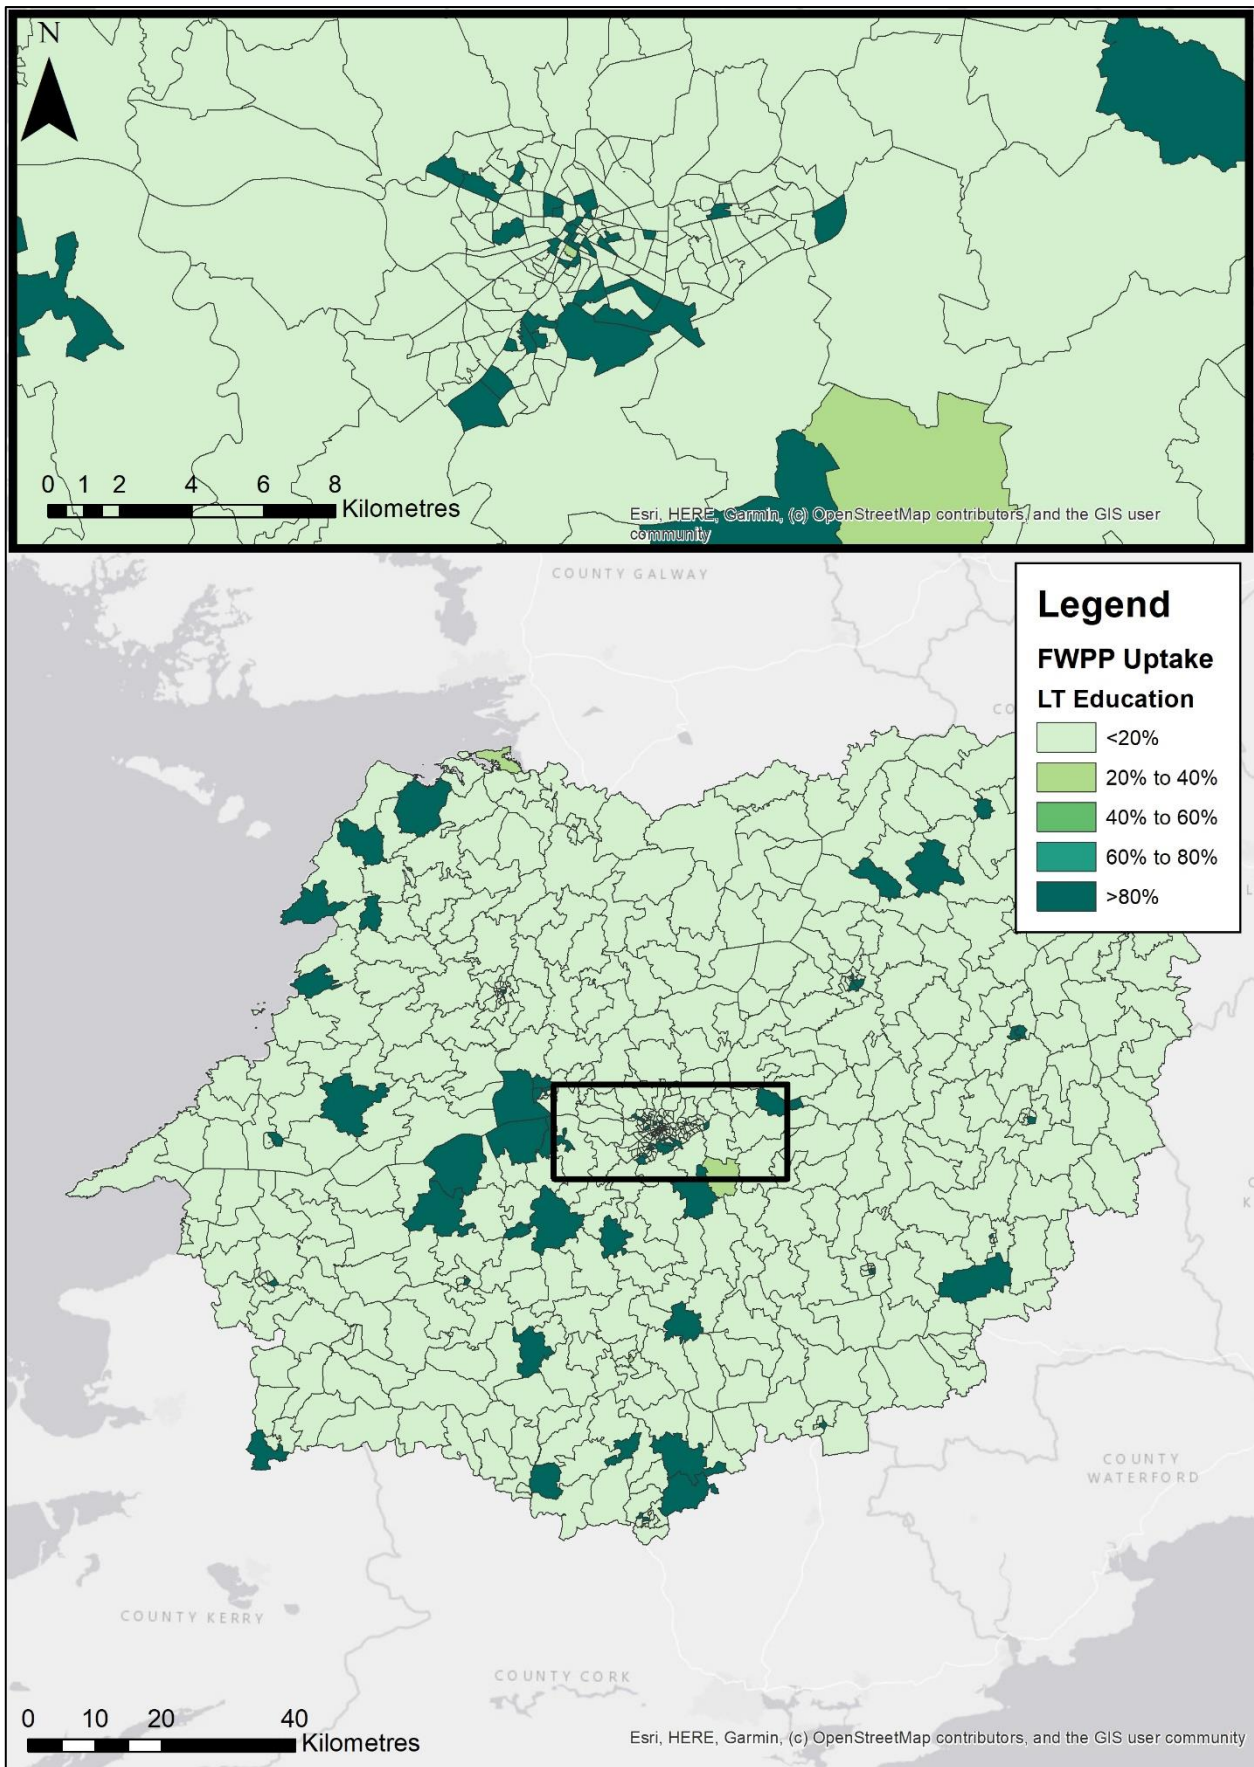 N
0 1 2 4 6 8
Kilometres
Esri, HERE, Garmin, (c) OpenStreetMap contributors, and the GIS user
community
COUNTY GALWAY
Legend
FWPP Uptake
LT Education
<20%
20% to 40%
40% to 60%
60% to 80%
>80%
COUNTY
WATERFORD
COUNTY KERRY
COUNTY CORK
0 10 20 40
Kilometres
Esri, HERE, Garmin, (c) OpenStreetMap contributors, and the GIS user community